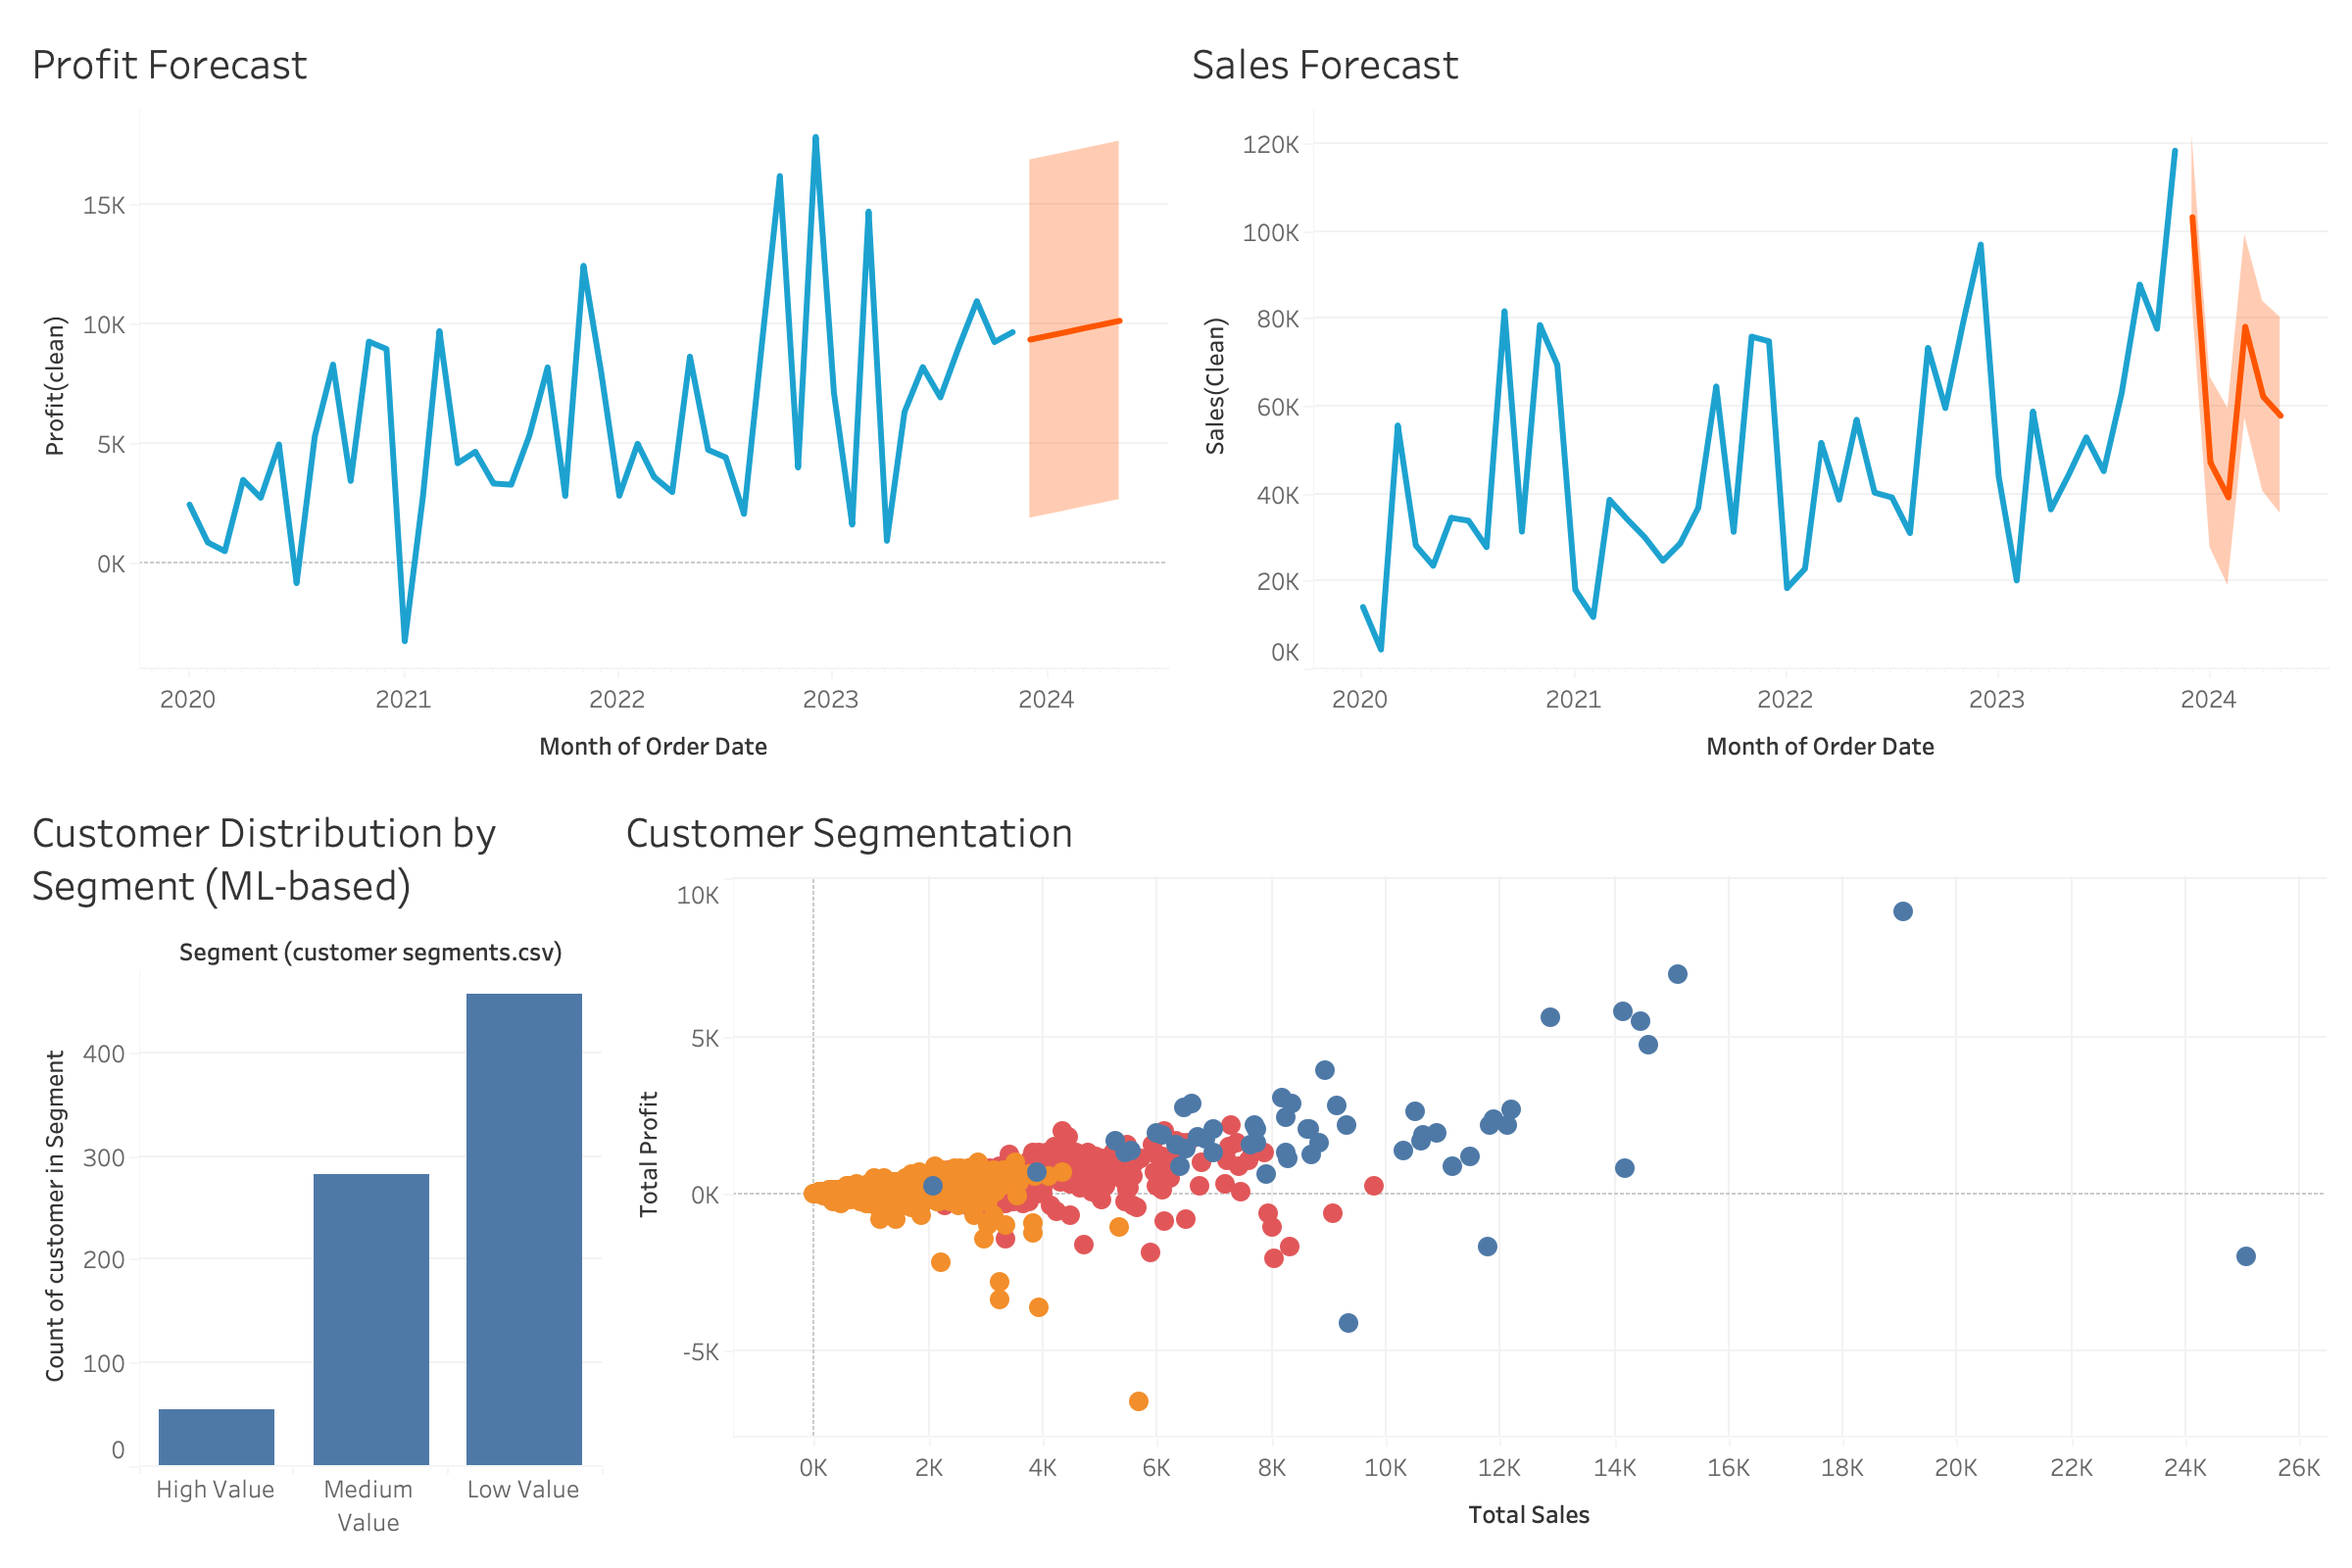 Profit Forecast
15K
10K
5K
0K
Profit(clean)
2020 2021 2022 2023 2024
Month of Order Date
Sales Forecast
120K
100K
80K
60K
40K
20K
0K
Sales(Clean)
2020 2021 2022 2023 2024
Month of Order Date
Customer Distribution by
Segment (ML-based)
Segment (customer segments.csv)
400
300
200
100
0
Count of customer in Segment
High Value Medium Low Value
Value
Customer Segmentation
10K
5K
0K
-5K
Total Profit
0K 2K 4K 6K 8K 10K 12K 14K 16K 18K 20K 22K 24K 26K
Total Sales